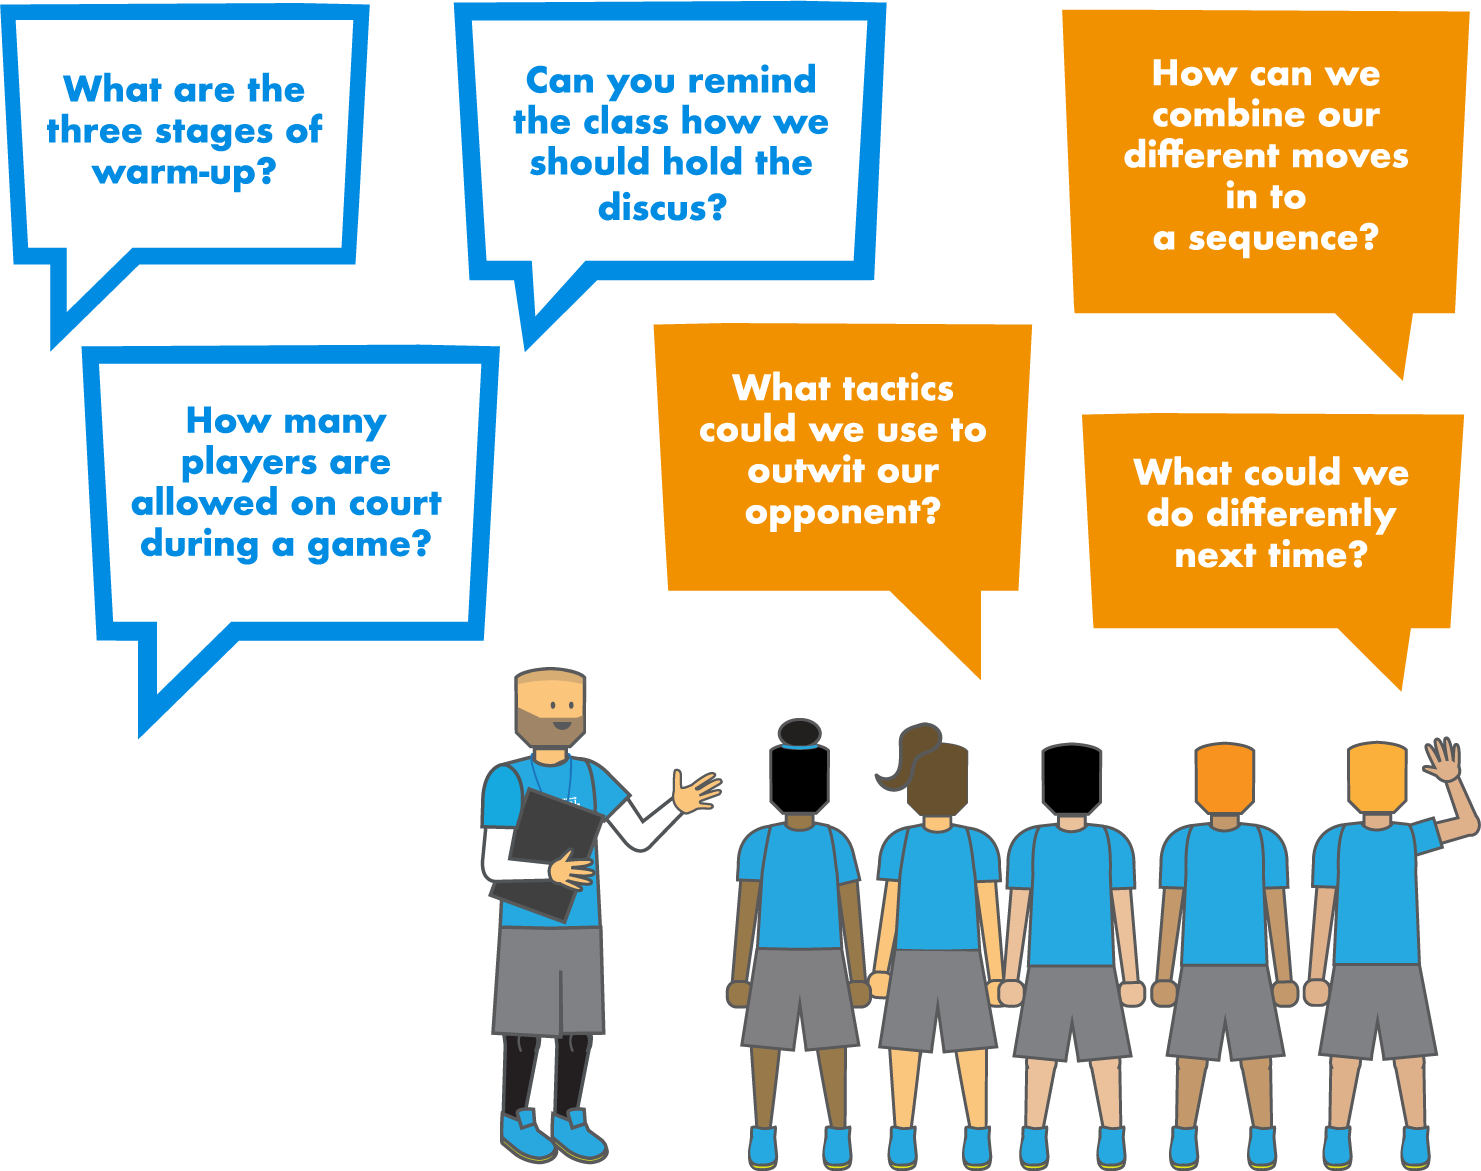 What are the
three stages of
warm-up?
Can you remind
the class how we
should hold the
discus?
How can we
combine our
different moves
in to
a sequence?
How many
players are
allowed on court
during a game?
What tactics
could we use to
outwit our
opponent?
What could we
do differently
next time?